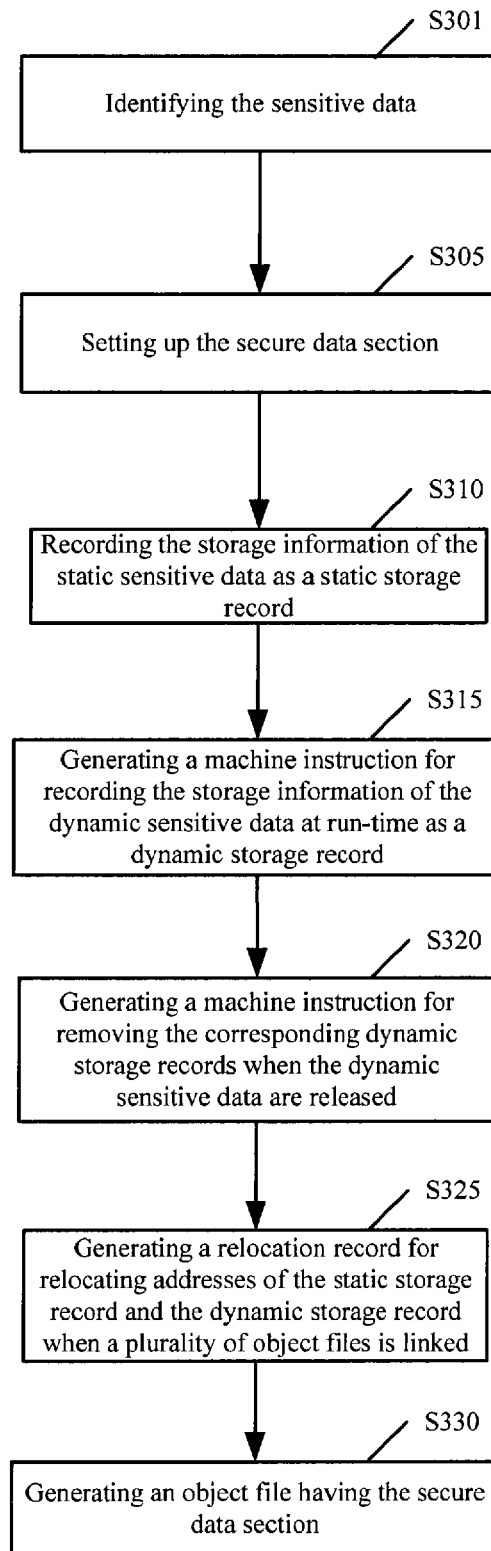 S301
Identifying the sensitive data
S305
Setting up the secure data section
S310
Recording the storage information of the
static sensitive data as a static storage
record
S315
Generating a machine instruction for
recording the storage information of the
dynamic sensitive data at run-time as a
dynamic storage record
S320
Generating a machine instruction for
removing the corresponding dynamic
storage records when the dynamic
sensitive data are released
S325
Generating a relocation record for
relocating addresses of the static storage
record and the dynamic storage record
when a plurality of object files is linked
S330
Generating an object file having the secure
data section